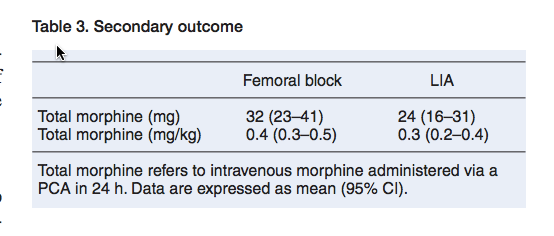 Table 3. Secondary outcome
Femoral block LIA
Total morphine (mg) 32 (23–41) 24 (16–31)
Total morphine (mg/kg) 0.4 (0.3–0.5) 0.3 (0.2–0.4)
Total morphine refers to intravenous morphine administered via a
PCA in 24 h. Data are expressed as mean (95% CI).